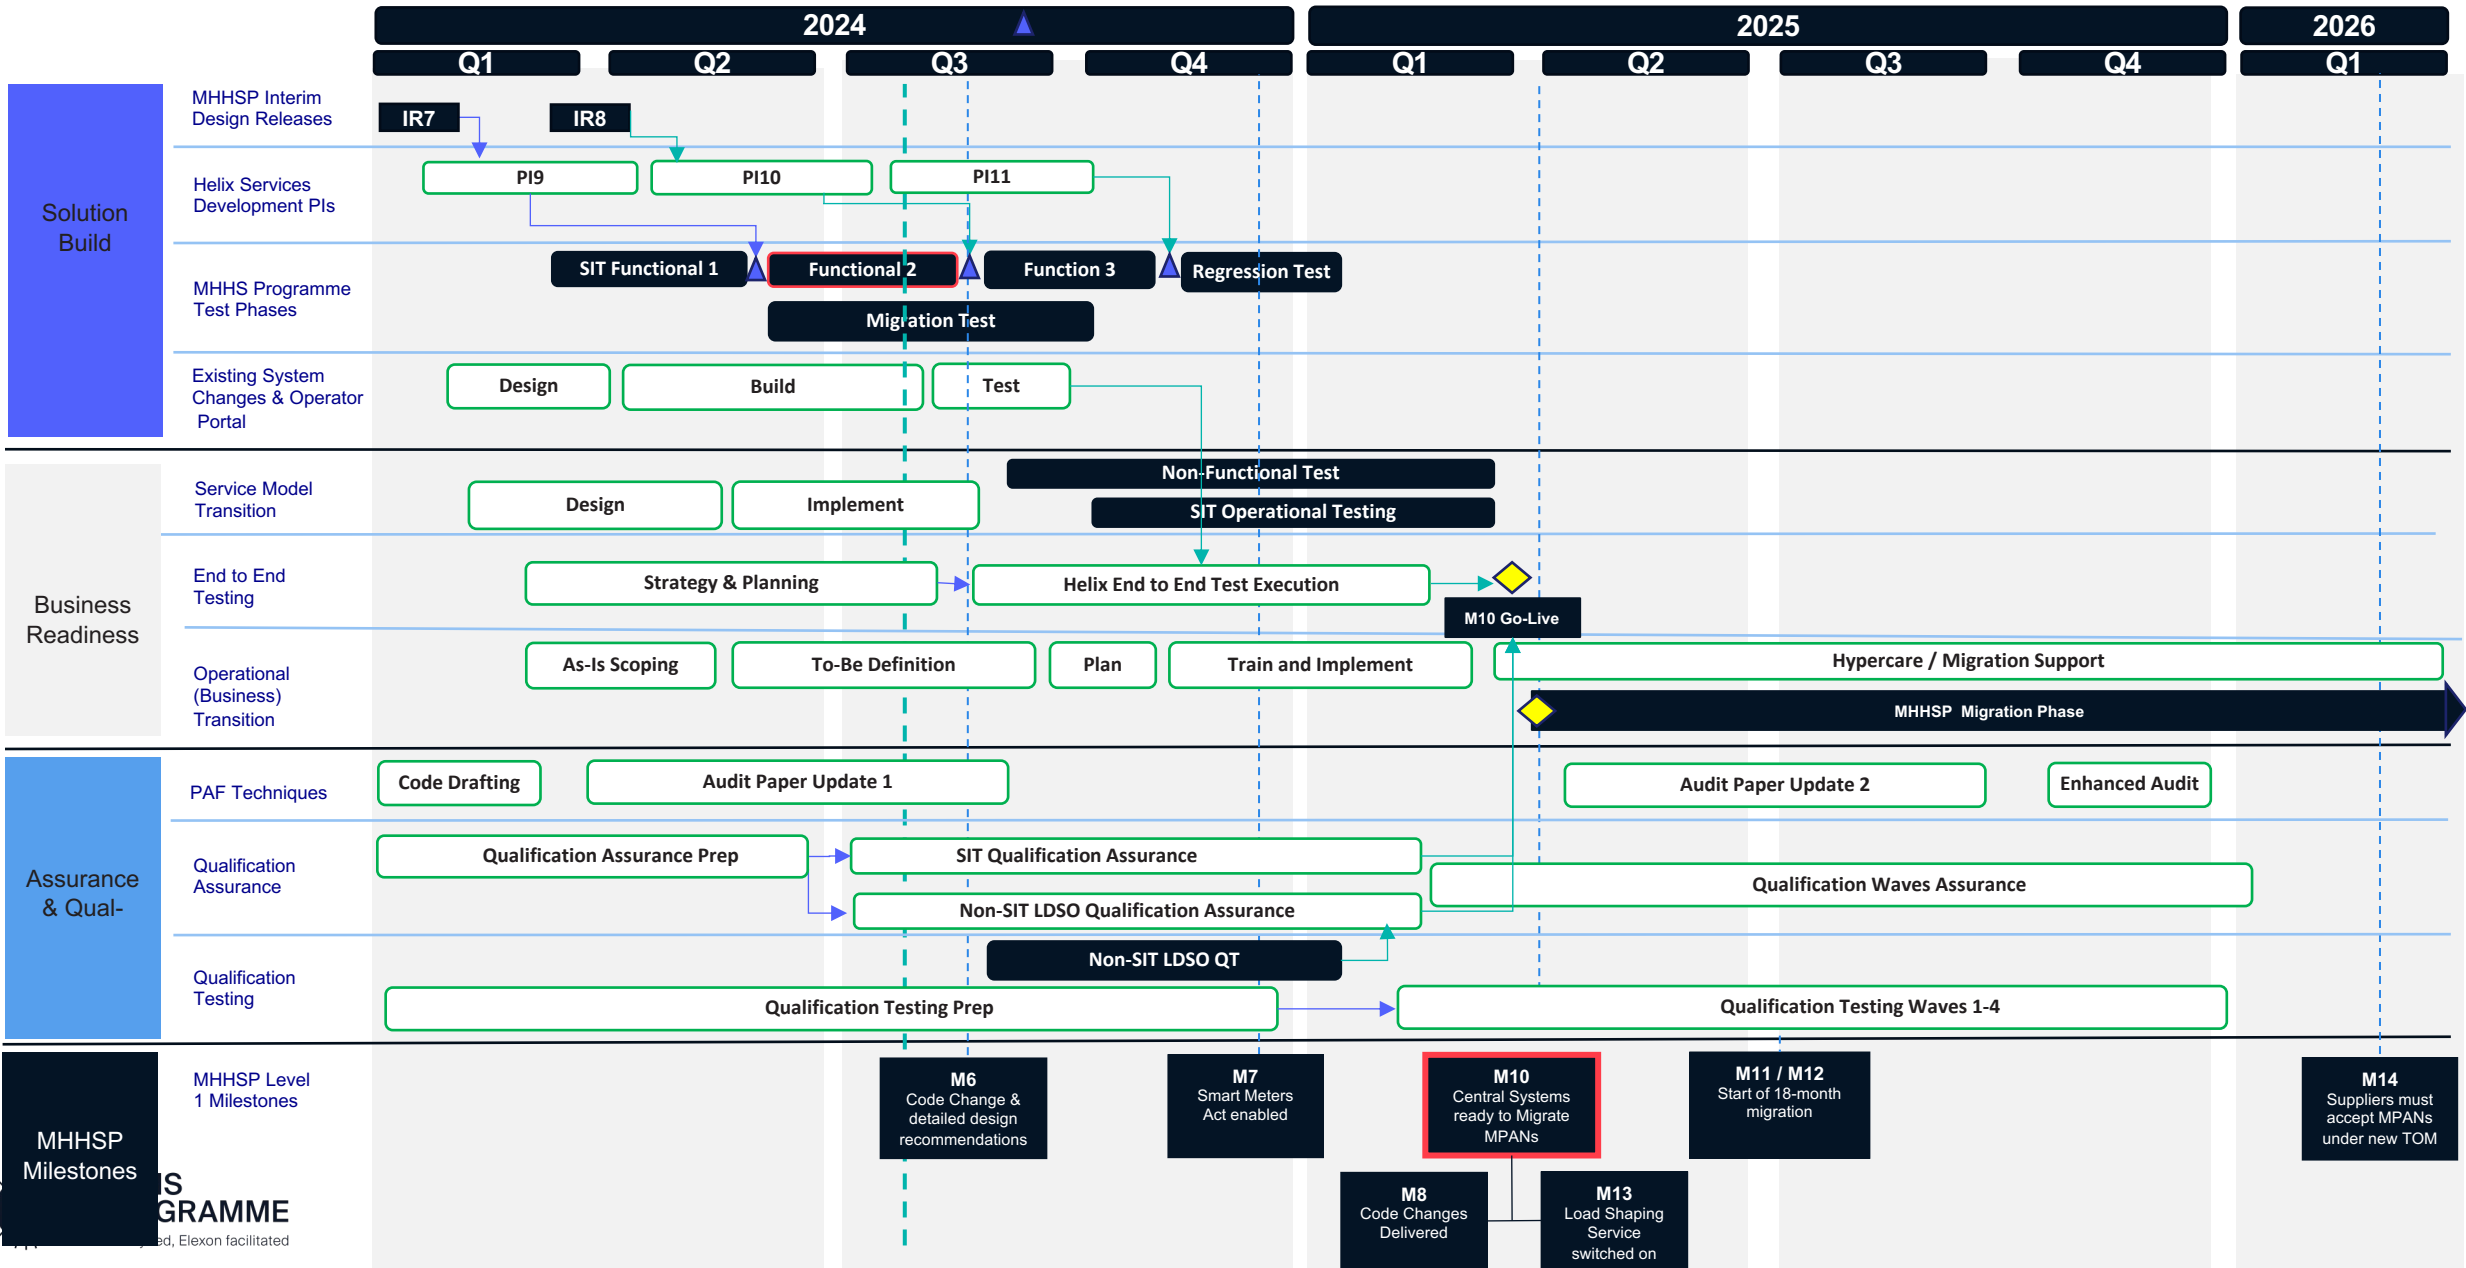 2024
2025
2026
Q1
Q2
Q3
Q4
Q1
Q2
Q3
Q4
Q1
Solution
Build
MHHSP Interim
Design Releases
IR7
IR8
Helix Services
Development PIs
PI9
PI10
PI11
MHHS Programme
Test Phases
SIT Functional 1
Functional 2
Function 3
Regression Test
Migration Test
Existing System
Changes & Operator
Portal
Design
Build
Test
Business
Readiness
Service Model
Transition
Design
Implement
Non-Functional Test
SIT Operational Testing
End to End
Testing
Strategy & Planning
Helix End to End Test Execution
M10 Go-Live
Operational
(Business)
Transition
As-Is Scoping
To-Be Definition
Plan
Train and Implement
Hypercare / Migration Support
MHHSP Migration Phase
Assurance
& Qual-
PAF Techniques
Code Drafting
Audit Paper Update 1
Audit Paper Update 2
Enhanced Audit
Qualification
Assurance
Qualification Assurance Prep
SIT Qualification Assurance
Qualification Waves Assurance
Non-SIT LDSO Qualification Assurance
Qualification
Testing
Non-SIT LDSO QT
Qualification Testing Prep
Qualification Testing Waves 1-4
MHHSP
Milestones
MHHSP Level
1 Milestones
M6
Code Change &
detailed design
recommendations
M7
Smart Meters
Act enabled
M10
Central Systems
ready to Migrate
MPANs
M11 / M12
Start of 18-month
migration
M14
Suppliers must
accept MPANs
under new TOM
M8
Code Changes
Delivered
M13
Load Shaping
Service
switched on
IS
GRAMME
ed, Elexon facilitated